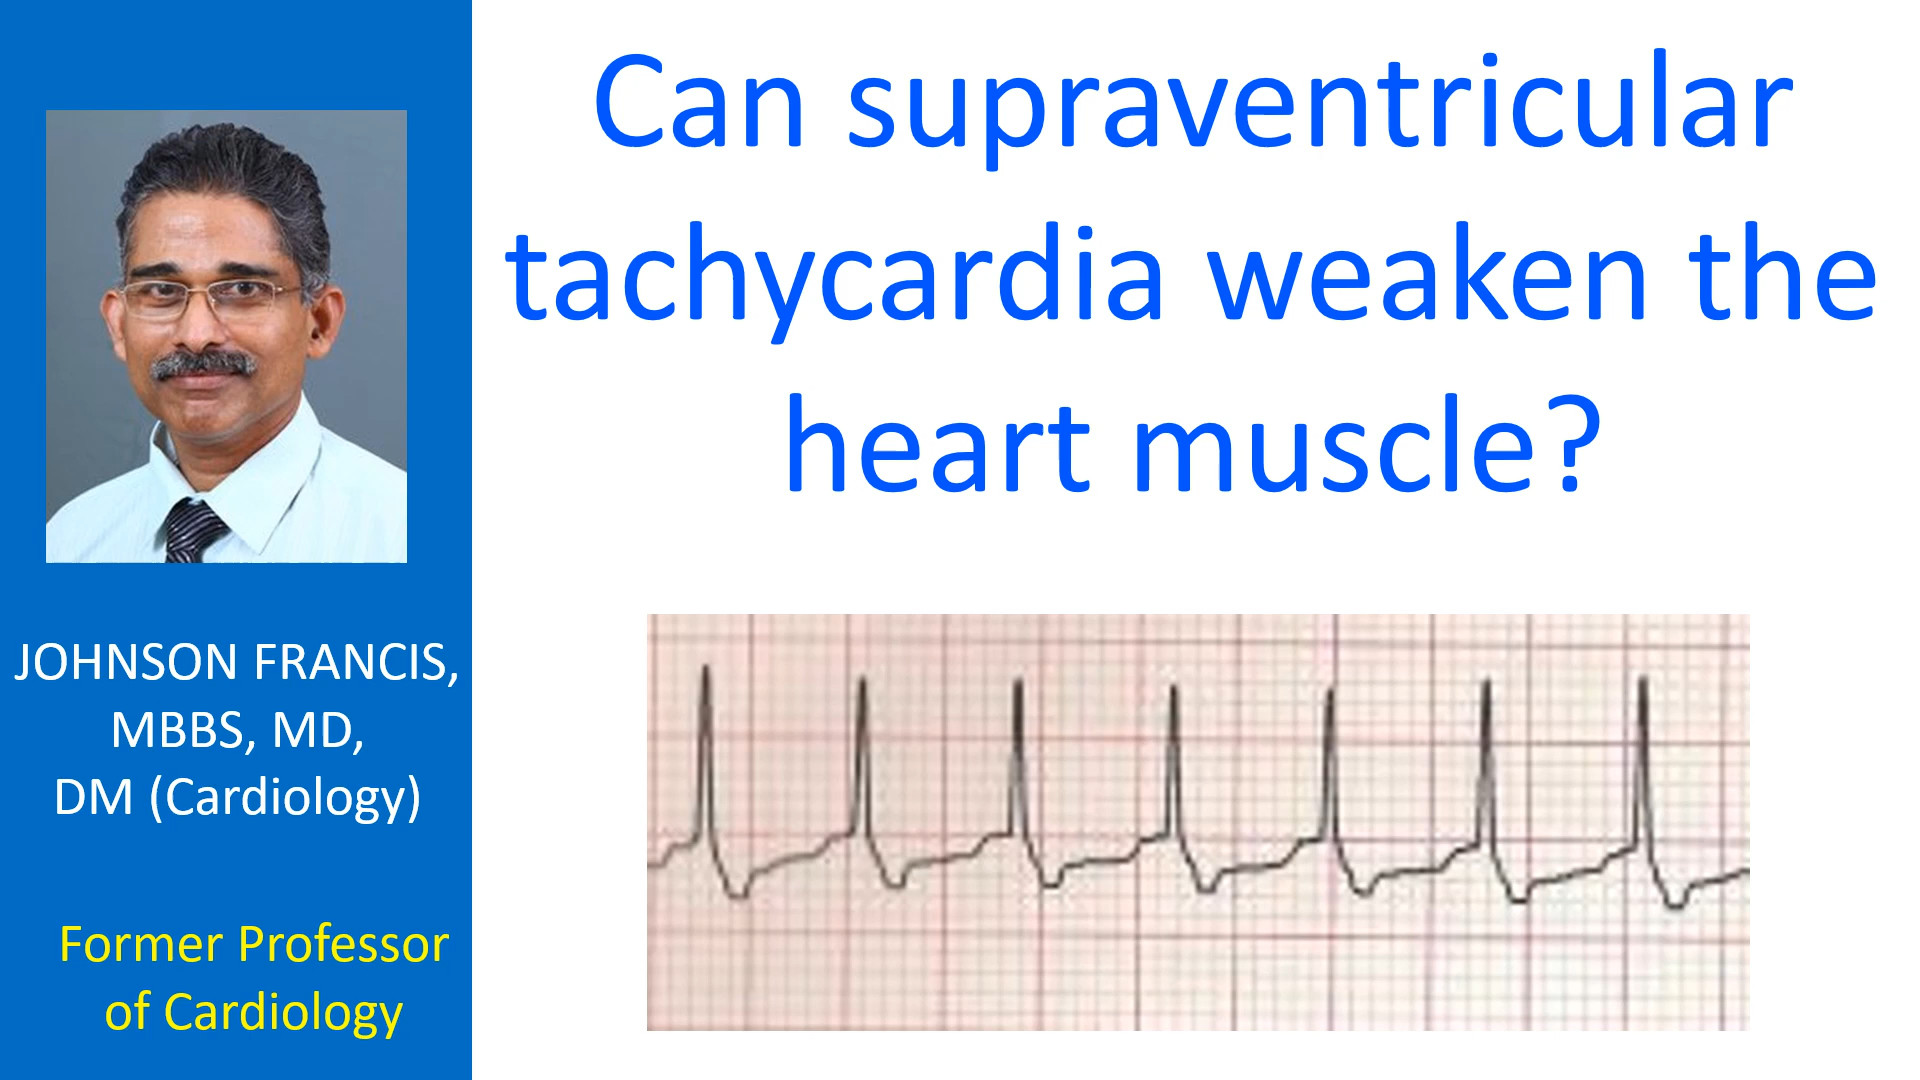 Can supraventricular
tachycardia weaken the
heart muscle?
JOHNSON FRANCIS,
MBBS, MD,
DM (Cardiology)
Former Professor
of Cardiology